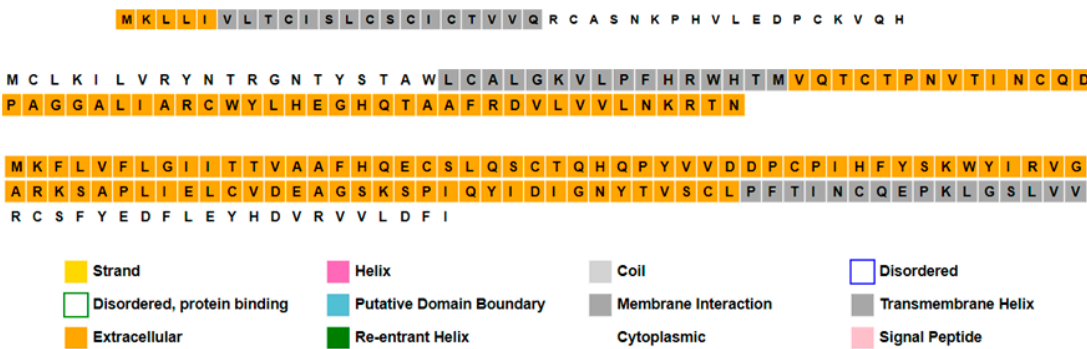 M K L L I V L T C I S L C S C I C T V V Q R C A S N K P H V L E D P C K V Q H
M C L K I L V R Y N T R G N T Y S T A W L C A L G K V L P F H R W H T M V Q T C T P N V T I N C Q D
P A G G A L I A R C W Y L H E G H Q T A A F R D V L V V L N K R T N
M K F L V F L G I I T T V A A F H Q E C S L Q S C T Q H Q P Y V V D D P C P I H F Y S K W Y I R V G
A R K S A P L I E L C V D E A G S K S P I Q Y I D I G N Y T V S C L P F T I N C Q E P K L G S L V V
R C S F Y E D F L E Y H D V R V V L D F I
Strand Helix Coil Disordered
Disordered, protein binding Putative Domain Boundary Membrane Interaction Transmembrane Helix
Extracellular Re-entrant Helix Cytoplasmic Signal Peptide